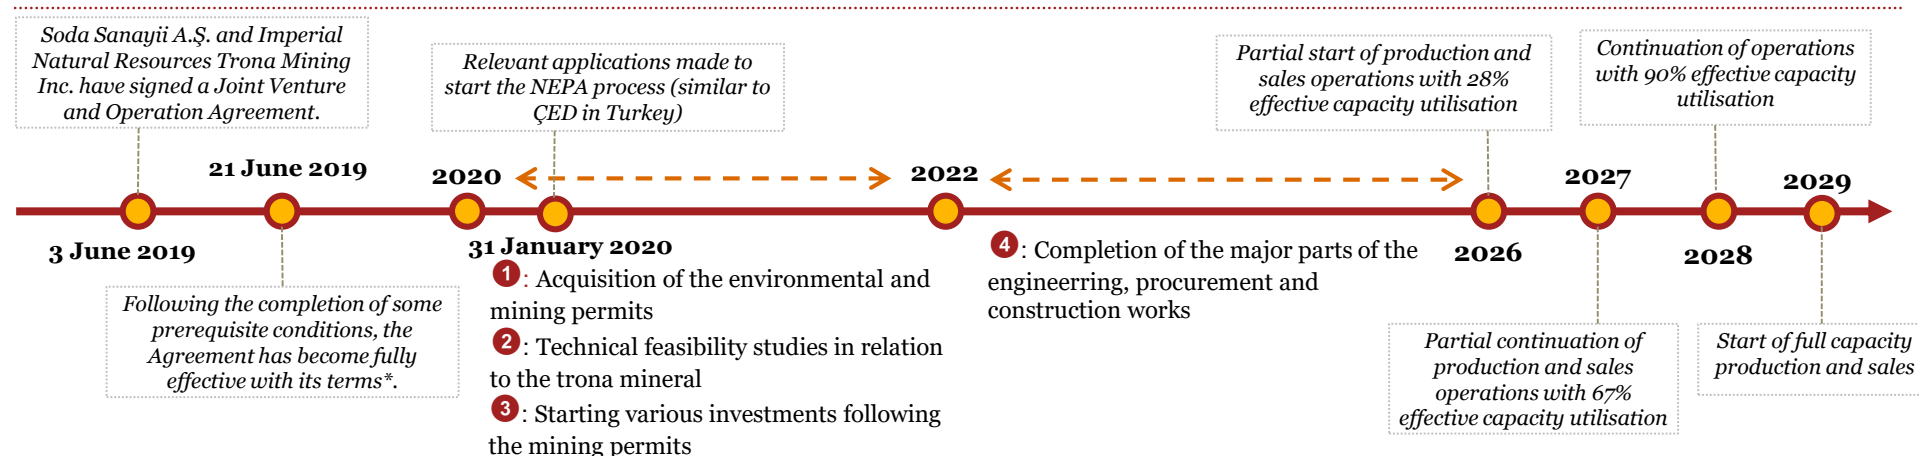 Soda Sanayii A.Ş. and Imperial
Natural Resources Trona Mining
Inc. have signed a Joint Venture
and Operation Agreement.
3 June 2019
21 June 2019
Following the completion of some
prerequisite conditions, the
Agreement has become fully
effective with its terms*.
2020
Relevant applications made to
start the NEPA process (similar to
ÇED in Turkey)
31 January 2020
1: Acquisition of the environmental and
mining permits
2: Technical feasibility studies in relation
to the trona mineral
3: Starting various investments following
the mining permits
2022
4: Completion of the major parts of the
engineerring, procurement and
construction works
Partial start of production and
sales operations with 28%
effective capacity utilisation
2026
2027
Partial continuation of
production and sales
operations with 67%
effective capacity utilisation
Continuation of operations
with 90% effective capacity
utilisation
2028
2029
Start of full capacity
production and sales